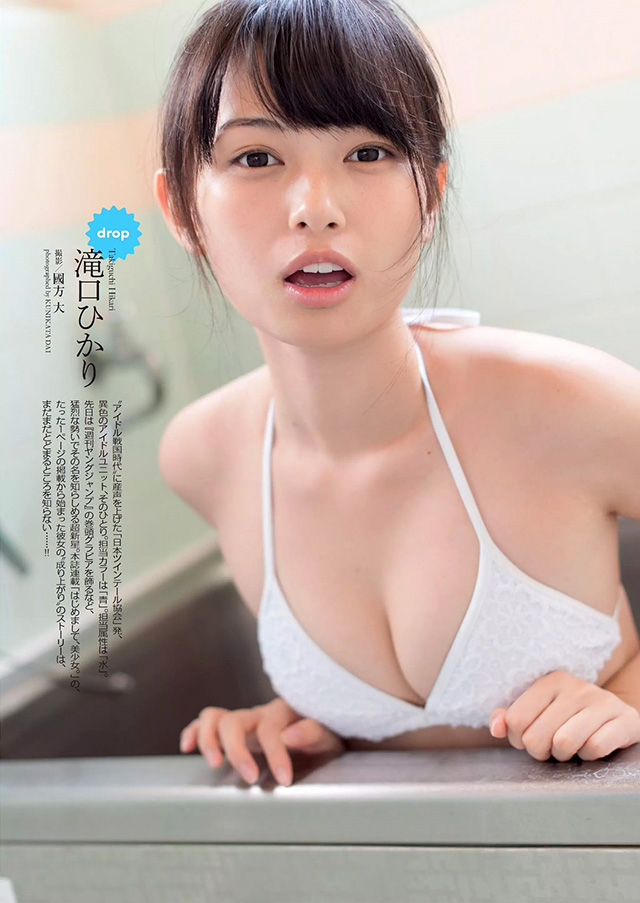 drop
滝口ひかり
Takiguchi Hikari
撮影／國方 大
photographed by KUNIKATA DAI
“アイドル戦国時代”に産声を上げた「日本ツインテール協会」発、
異色のアイドルユニット、そのひとり。担当カラーは「青」。担当属性は「水」。
先日は『週刊ヤングジャンプ』の巻頭グラビアを飾るなど、
猛烈な勢いでその名を知らしめる超新星。本誌連載「はじめまして、美少女。」の、
たった一ページの掲載から始まった彼女の“成り上がり”のストーリーは、
まだまだとどまるところを知らない……!!